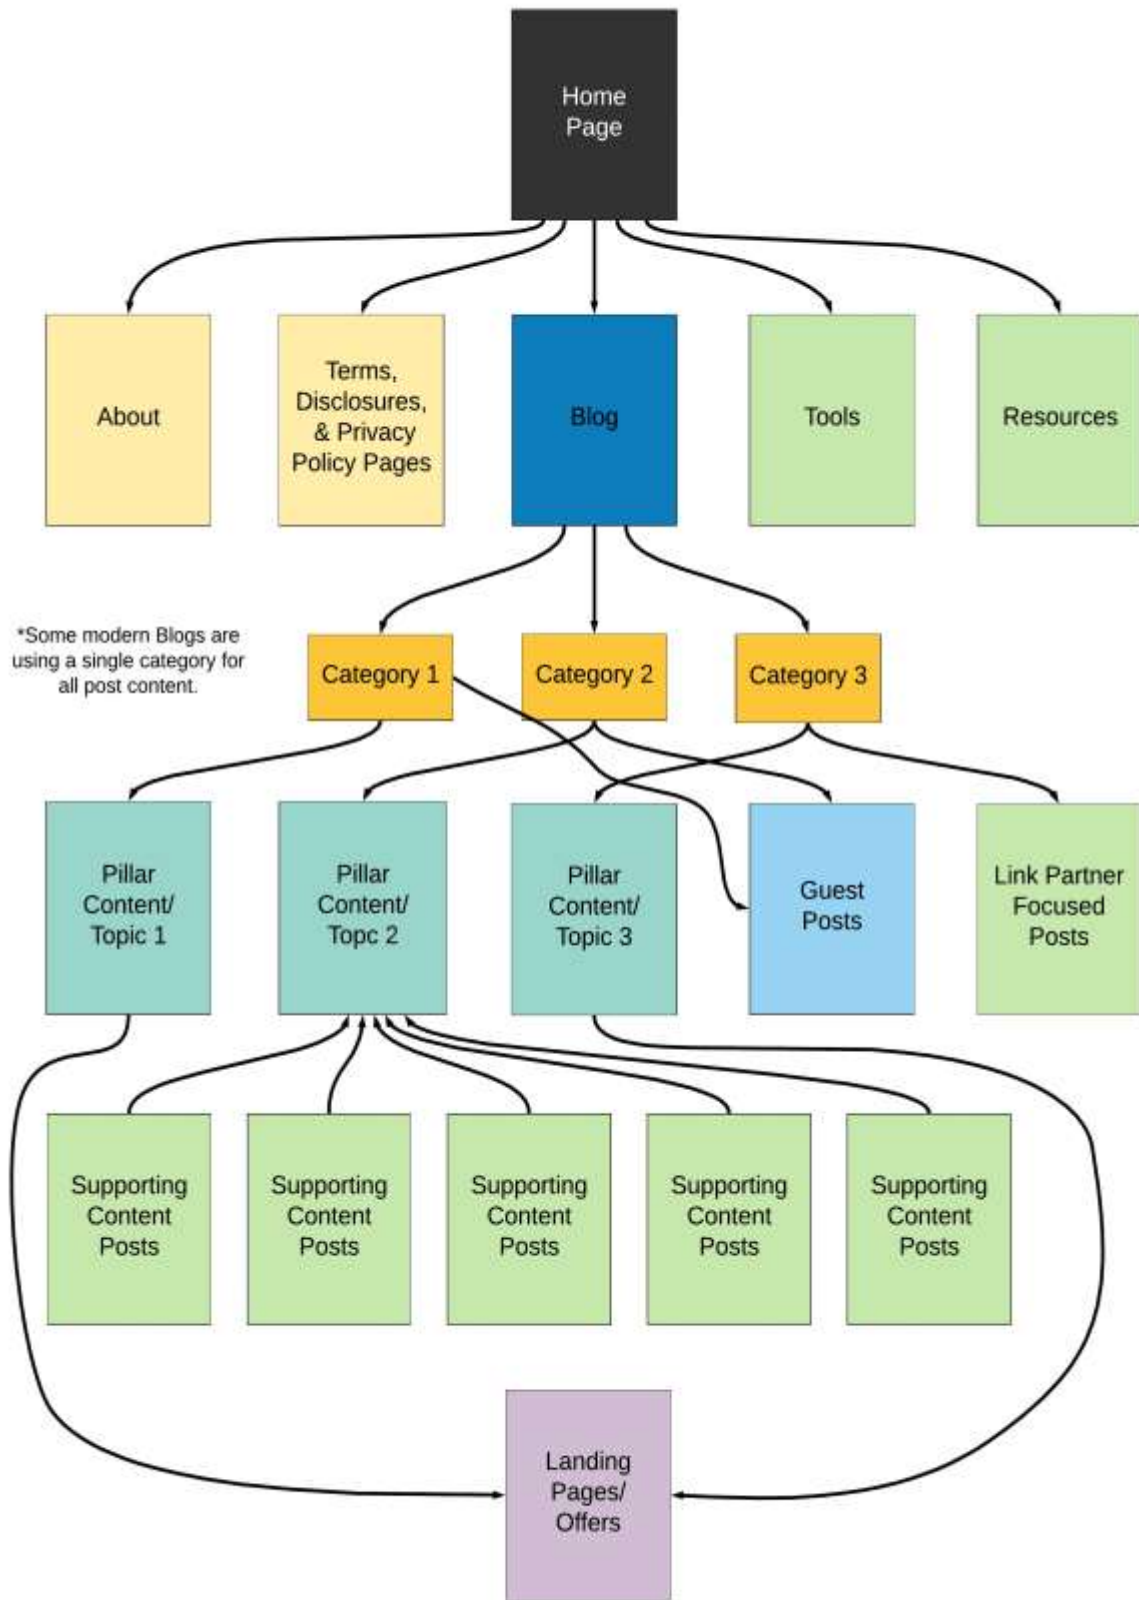 Home
Page
About
Terms,
Disclosures,
& Privacy
Policy Pages
Blog
Tools
Resources
*Some modern Blogs are
using a single category for
all post content.
Category 1
Category 2
Category 3
Pillar
Content/
Topic 1
Pillar
Content/
Topc 2
Pillar
Content/
Topic 3
Guest
Posts
Link Partner
Focused
Posts
Supporting
Content
Posts
Supporting
Content
Posts
Supporting
Content
Posts
Supporting
Content
Posts
Supporting
Content
Posts
Landing
Pages/
Offers